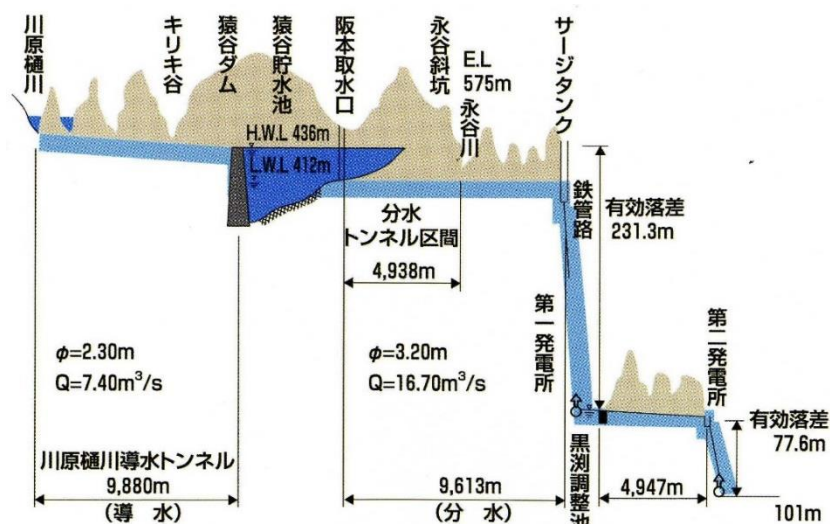 川原樋川
キリキ谷
猿谷ダム
猿谷貯水池
阪本取水口
永谷斜坑
E.L
575m
永谷川
サージタンク
H.W.L 436m
L.W.L 412m
鉄管路
有効落差
231.3m
分水
トンネル区間
4,938m
第一発電所
第二発電所
φ=2.30m
Q=7.40m³/s
φ=3.20m
Q=16.70m³/s
有効落差
77.6m
川原樋川導水トンネル
9,880m
(導 水)
9,613m
(分 水)
黒渕調整池
4,947m
101m